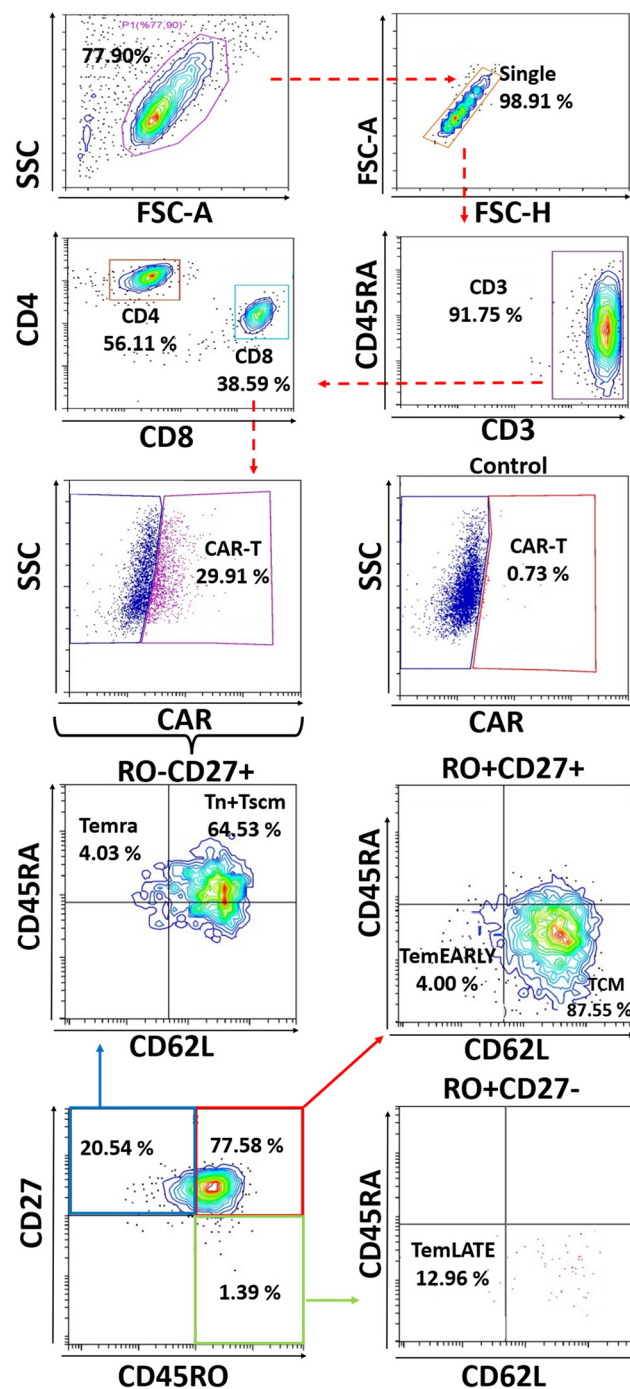 P1(%77,90)
77.90%
SSC
FSC-A
Single
98.91 %
FSC-A
FSC-H
CD4
56.11 %
CD8
38.59 %
CD4
CD8
CD3
91.75 %
CD45RA
CD3
CAR-T
29.91 %
SSC
CAR
Control
CAR-T
0.73 %
SSC
CAR
RO-CD27+
Temra
4.03 %
Tn+Tscm
64.53 %
CD45RA
CD62L
RO+CD27+
TemEARLY
4.00 %
TCM
87.55 %
CD45RA
CD62L
20.54 %
77.58 %
1.39 %
CD27
CD45RO
RO+CD27-
TemLATE
12.96 %
CD45RA
CD62L